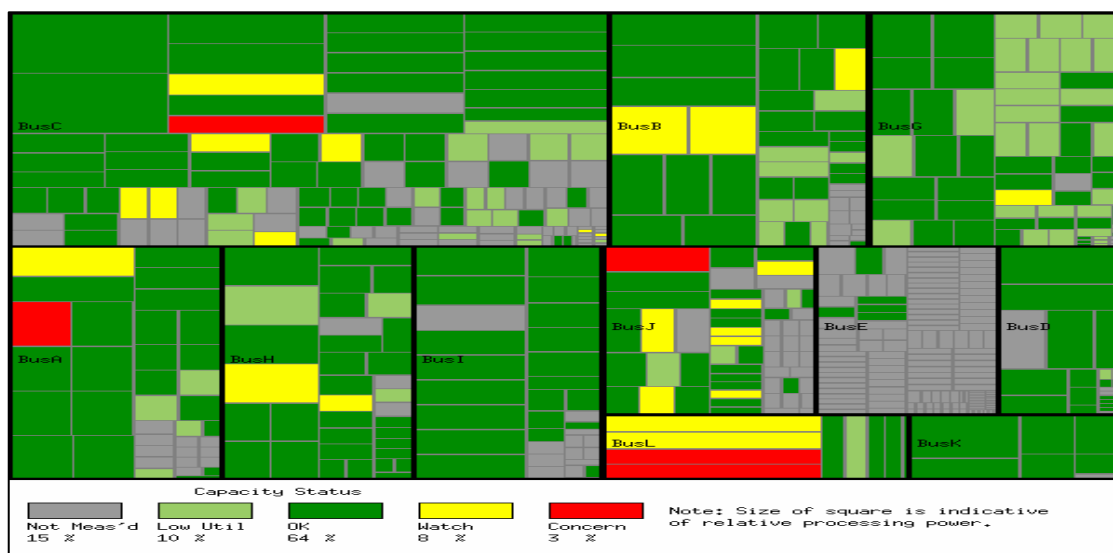 BusC
BusB
BusG
BusA
BusH
BusI
BusJ
BusE
BusD
BusL
BusK
Capacity Status
Not Meas'd
15 %
Low Util
10 %
OK
64 %
Watch
8 %
Concern
3 %
Note: Size of square is indicative
of relative processing power.